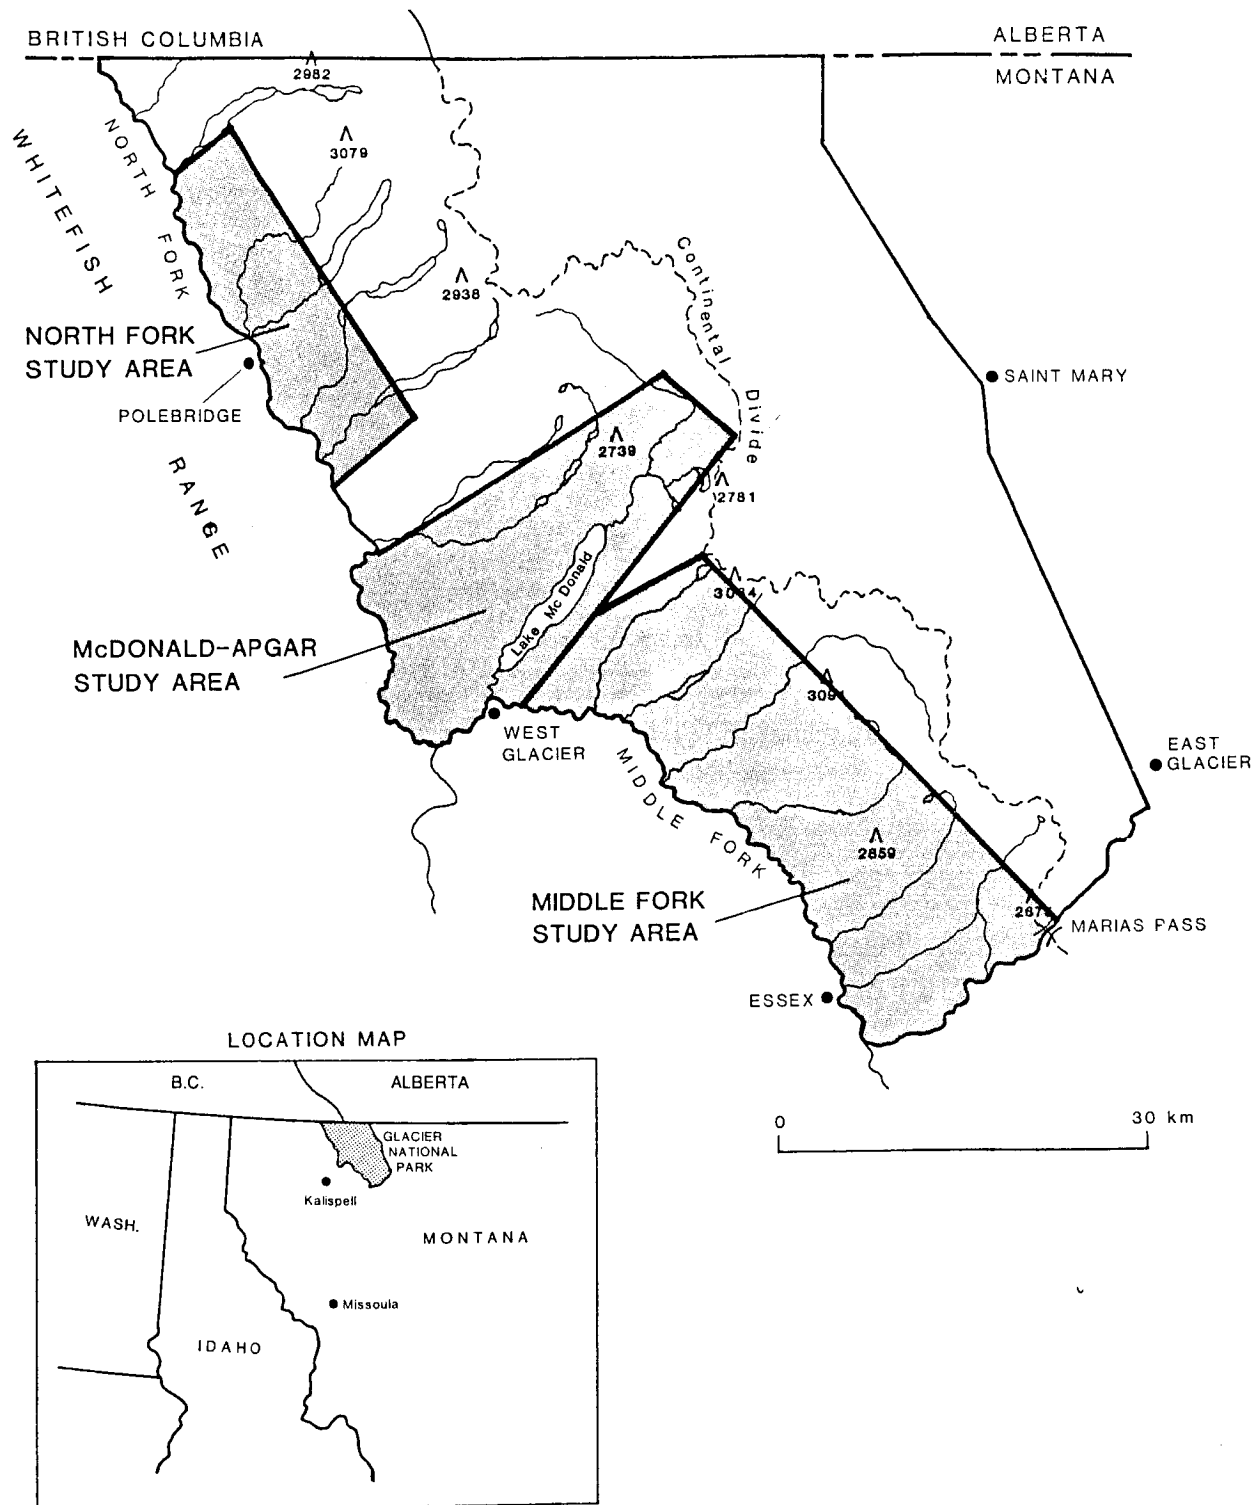 BRITISH COLUMBIA
ALBERTA
MONTANA
2982
NORTH FORK
WHITEFISH RANGE
3079
2938
Continental Divide
NORTH FORK
STUDY AREA
POLEBRIDGE
SAINT MARY
2739
2781
Lake McDonald
McDONALD-APGAR
STUDY AREA
3091
WEST
GLACIER
EAST
GLACIER
MIDDLE FORK
2859
MIDDLE FORK
STUDY AREA
MARIAS PASS
ESSEX
LOCATION MAP
B.C.
ALBERTA
GLACIER
NATIONAL
PARK
Kalispell
WASH.
MONTANA
Missoula
IDAHO
0
30 km